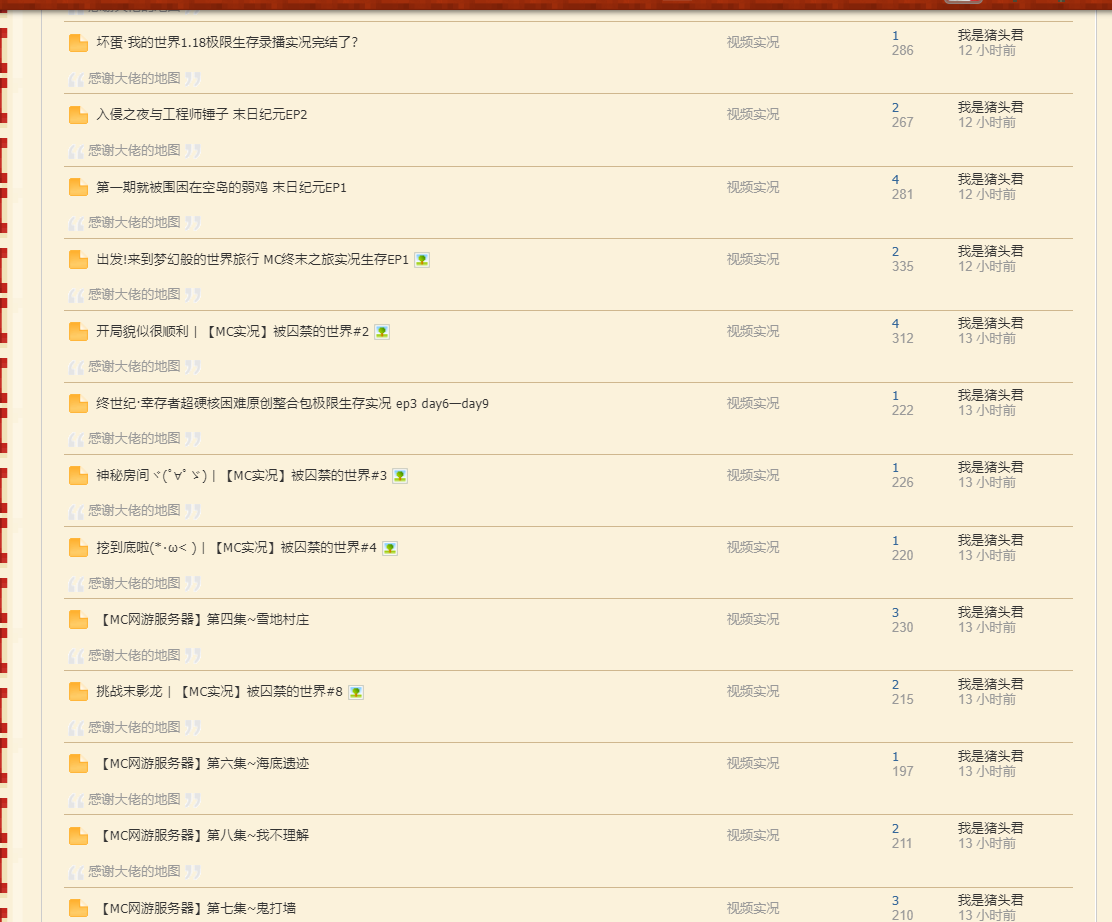 坏蛋·我的世界1.18极限生存录播实况完结了? 视频实况 1 我是猪头君
286 12 小时前
感谢大佬的地图
入侵之夜与工程师锤子 末日纪元EP2 视频实况 2 我是猪头君
267 12 小时前
感谢大佬的地图
第一期就被围困在空岛的弱鸡 末日纪元EP1 视频实况 4 我是猪头君
281 12 小时前
感谢大佬的地图
出发!来到梦幻般的世界旅行 MC终末之旅实况生存EP1 视频实况 2 我是猪头君
335 12 小时前
感谢大佬的地图
开局貌似很顺利 | 【MC实况】被囚禁的世界#2 视频实况 4 我是猪头君
312 13 小时前
感谢大佬的地图
终世纪·幸存者超硬核困难原创整合包极限生存实况 ep3 day6—day9 视频实况 1 我是猪头君
222 13 小时前
感谢大佬的地图
神秘房间ヾ(ﾟ∀ﾟゞ) | 【MC实况】被囚禁的世界#3 视频实况 1 我是猪头君
226 13 小时前
感谢大佬的地图
挖到底啦(*･ω< ) | 【MC实况】被囚禁的世界#4 视频实况 1 我是猪头君
220 13 小时前
感谢大佬的地图
【MC网游服务器】第四集~雪地村庄 视频实况 3 我是猪头君
230 13 小时前
感谢大佬的地图
挑战末影龙 | 【MC实况】被囚禁的世界#8 视频实况 2 我是猪头君
215 13 小时前
感谢大佬的地图
【MC网游服务器】第六集~海底遗迹 视频实况 1 我是猪头君
197 13 小时前
感谢大佬的地图
【MC网游服务器】第八集~我不理解 视频实况 2 我是猪头君
211 13 小时前
感谢大佬的地图
【MC网游服务器】第七集~鬼打墙 视频实况 3 我是猪头君
210 13 小时前